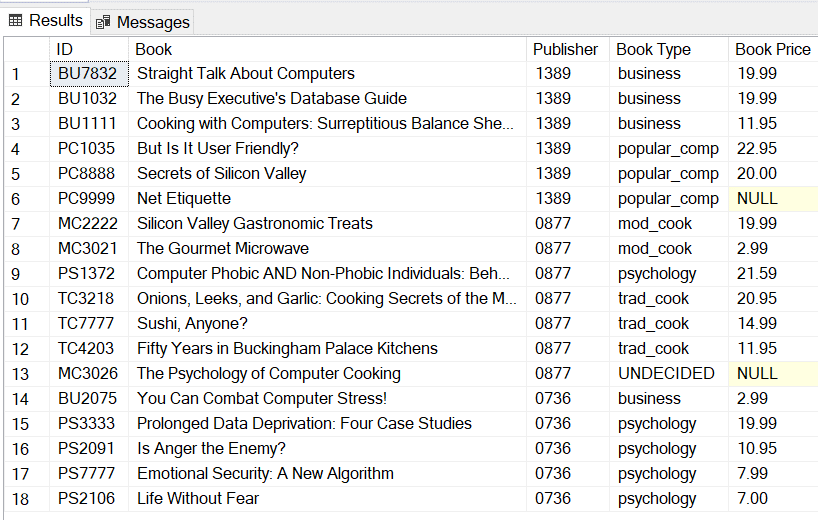 Results Messages
ID Book Publisher Book Type Book Price
1 BU7832 Straight Talk About Computers 1389 business 19.99
2 BU1032 The Busy Executive's Database Guide 1389 business 19.99
3 BU1111 Cooking with Computers: Surreptitious Balance She... 1389 business 11.95
4 PC1035 But Is It User Friendly? 1389 popular_comp 22.95
5 PC8888 Secrets of Silicon Valley 1389 popular_comp 20.00
6 PC9999 Net Etiquette 1389 popular_comp NULL
7 MC2222 Silicon Valley Gastronomic Treats 0877 mod_cook 19.99
8 MC3021 The Gourmet Microwave 0877 mod_cook 2.99
9 PS1372 Computer Phobic AND Non-Phobic Individuals: Beh... 0877 psychology 21.59
10 TC3218 Onions, Leeks, and Garlic: Cooking Secrets of the M... 0877 trad_cook 20.95
11 TC7777 Sushi, Anyone? 0877 trad_cook 14.99
12 TC4203 Fifty Years in Buckingham Palace Kitchens 0877 trad_cook 11.95
13 MC3026 The Psychology of Computer Cooking 0877 UNDECIDED NULL
14 BU2075 You Can Combat Computer Stress! 0736 business 2.99
15 PS3333 Prolonged Data Deprivation: Four Case Studies 0736 psychology 19.99
16 PS2091 Is Anger the Enemy? 0736 psychology 10.95
17 PS7777 Emotional Security: A New Algorithm 0736 psychology 7.99
18 PS2106 Life Without Fear 0736 psychology 7.00